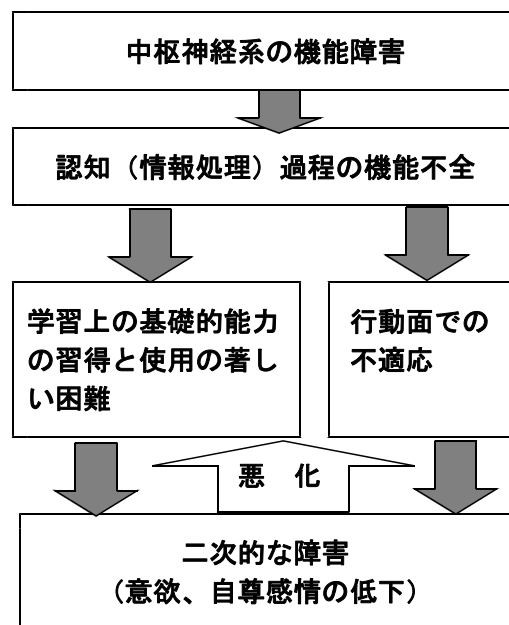 中枢神経系の機能障害
認知（情報処理）過程の機能不全
学習上の基礎的能力
の習得と使用の著し
い困難
行動面での
不適応
悪　化
二次的な障害
（意欲、自尊感情の低下）